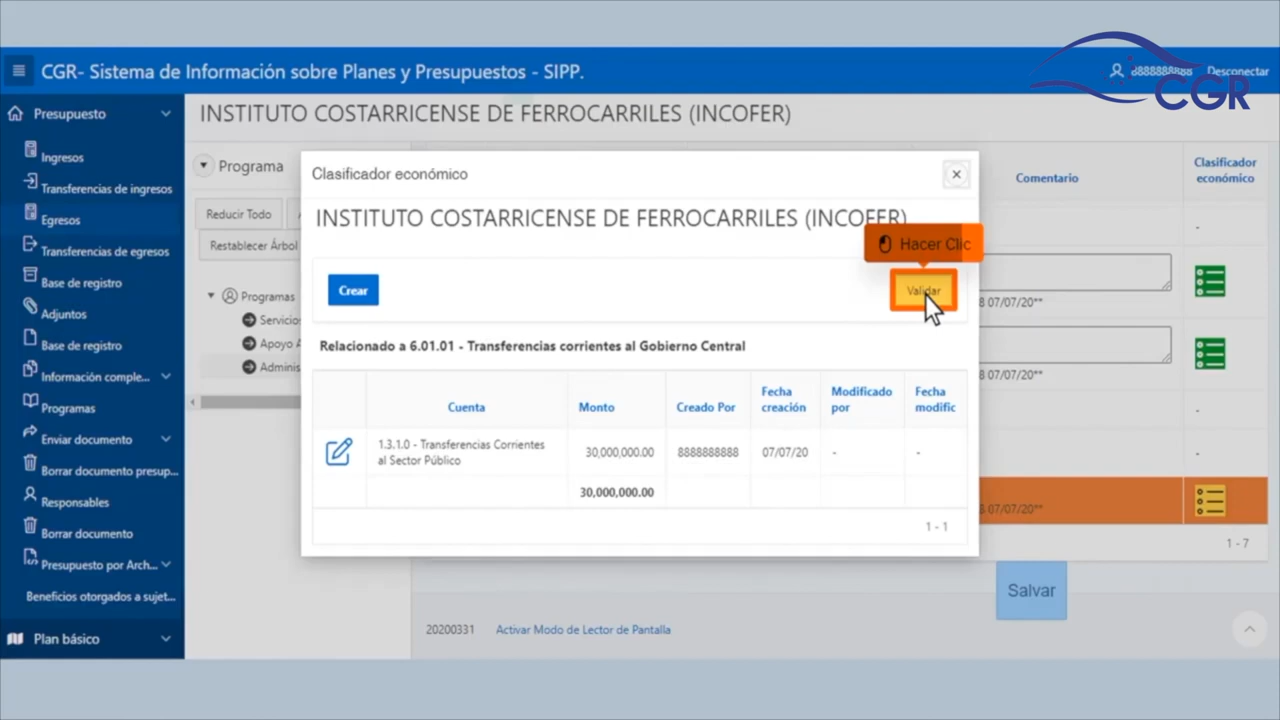 CGR
CGR- Sistema de Información sobre Planes y Presupuestos - SIPP.
d888888888
Desconectar
Presupuesto
Ingresos
Transferencias de ingresos
Egresos
Transferencias de egresos
Base de registro
Adjuntos
Base de registro
Información comple...
Programas
Enviar documento
Borrar documento presup...
Responsables
Borrar documento
Presupuesto por Arch...
Beneficios otorgados a sujet...
Plan básico
INSTITUTO COSTARRICENSE DE FERROCARRILES (INCOFER)
Programa
Reducir Todo
Restablecer Árbol
Programas
Servicio
Apoyo
Adminis
Clasificador económico
INSTITUTO COSTARRICENSE DE FERROCARRILES (INCOFER)
Hacer Clic
Crear
Validar
Relacionado a 6.01.01 - Transferencias corrientes al Gobierno Central
Cuenta
Monto
Creado Por
Fecha creación
Modificado por
Fecha modific
1.3.1.0 - Transferencias Corrientes
al Sector Público
30,000,000.00
8888888888
07/07/20
-
-
30,000,000.00
1 - 1
Comentario
Clasificador
económico
-
8 07/07/20**
8 07/07/20**
-
-
8 07/07/20**
1 - 7
Salvar
20200331
Activar Modo de Lector de Pantalla